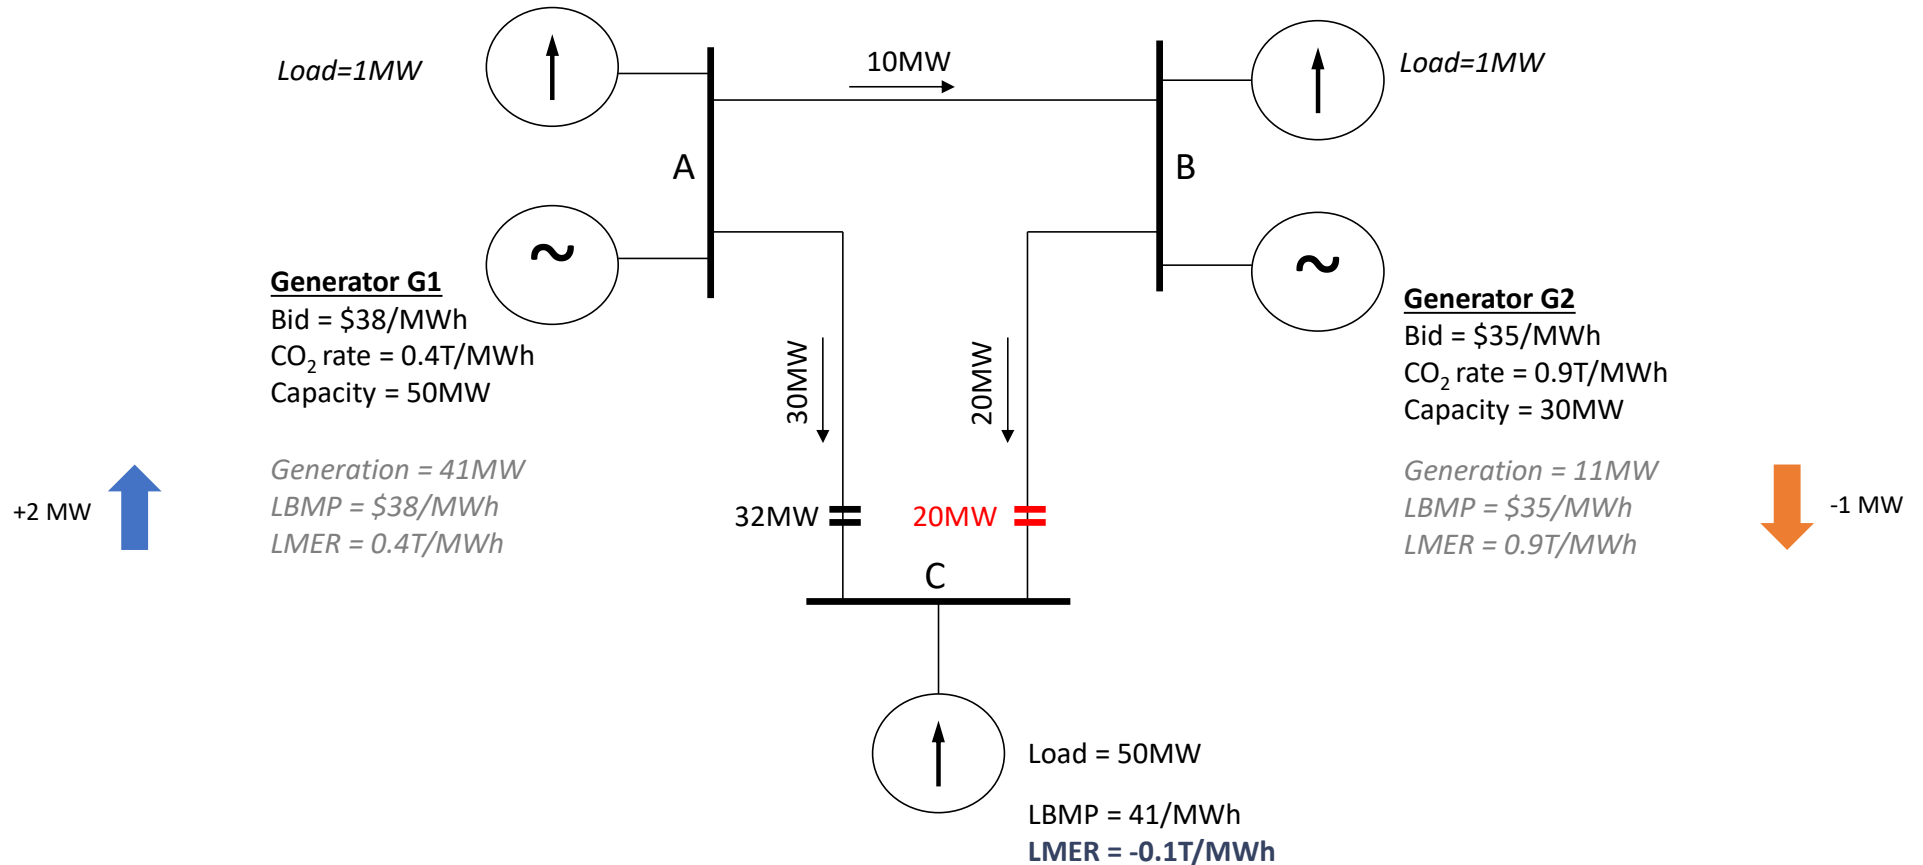 Load=1MW
10MW
Load=1MW
A
B
Generator G1
Bid = $38/MWh
CO2 rate = 0.4T/MWh
Capacity = 50MW
Generation = 41MW
LBMP = $38/MWh
LMER = 0.4T/MWh
+2 MW
~
30MW
20MW
~
Generator G2
Bid = $35/MWh
CO2 rate = 0.9T/MWh
Capacity = 30MW
Generation = 11MW
LBMP = $35/MWh
LMER = 0.9T/MWh
-1 MW
32MW
20MW
C
Load = 50MW
LBMP = 41/MWh
LMER = -0.1T/MWh